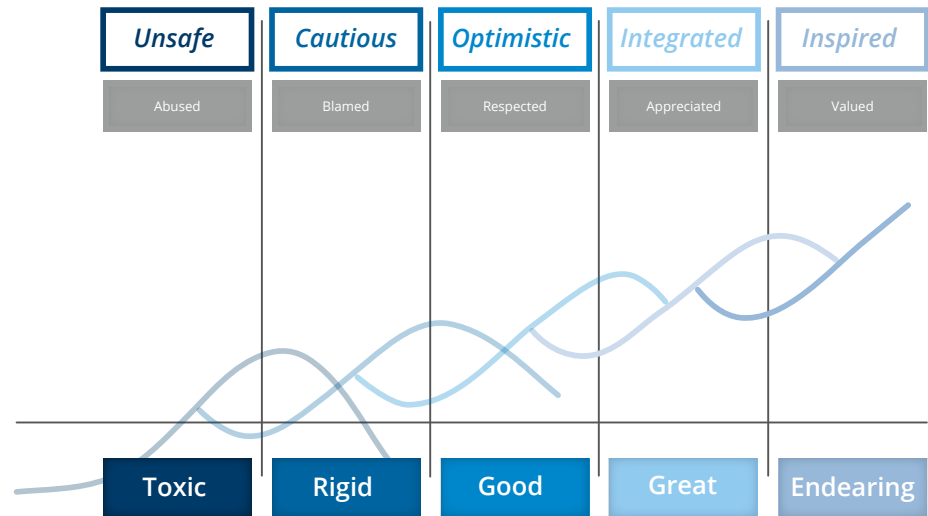 Unsafe
Cautious
Optimistic
Integrated
Inspired
Abused
Blamed
Respected
Appreciated
Valued
Toxic
Rigid
Good
Great
Endearing